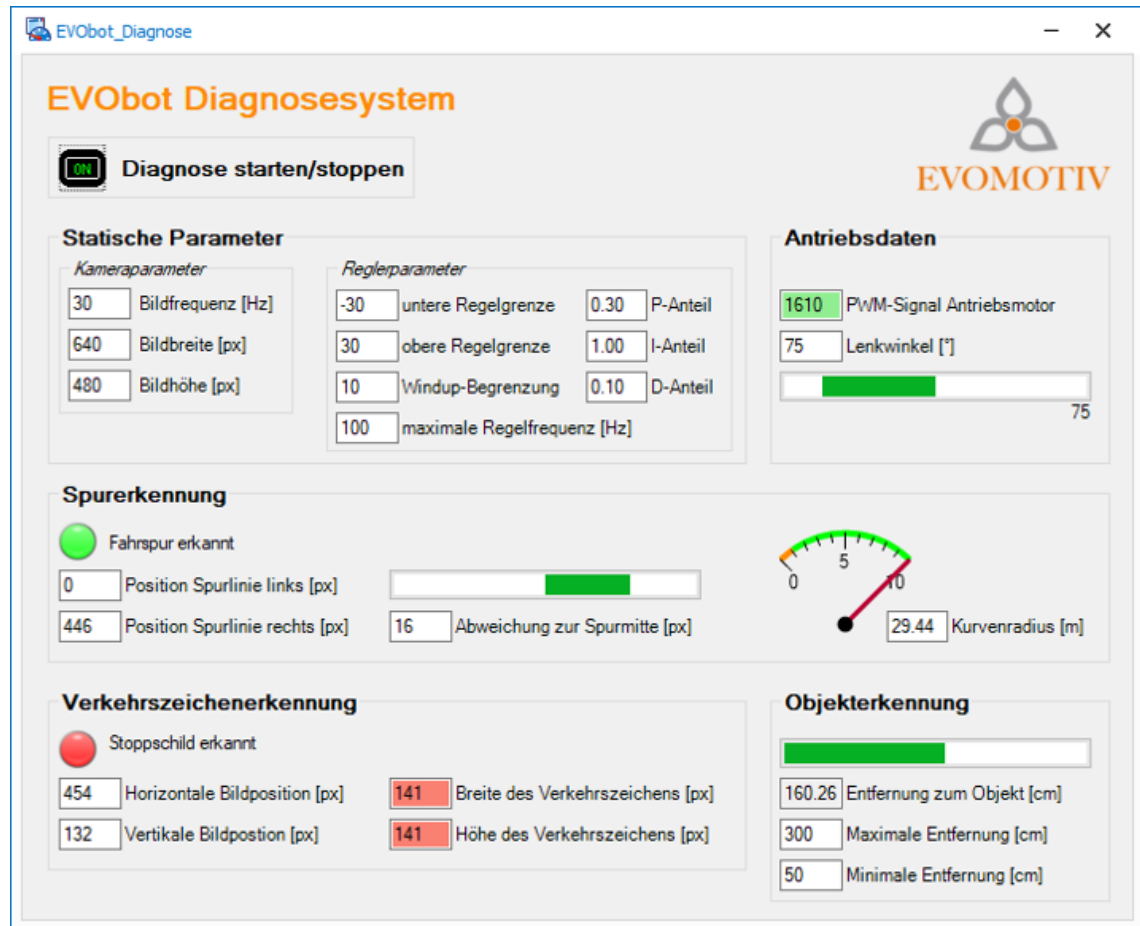 EVObot_Diagnose
EVObot Diagnosesystem
ON Diagnose starten/stoppen
EVOMOTIV
Statische Parameter
Kameraparameter
30 Bildfrequenz [Hz]
640 Bildbreite [px]
480 Bildhöhe [px]
Reglerparameter
-30 untere Regelgrenze 0.30 P-Anteil
30 obere Regelgrenze 1.00 I-Anteil
10 Windup-Begrenzung 0.10 D-Anteil
100 maximale Regelfrequenz [Hz]
Antriebsdaten
1610 PWM-Signal Antriebsmotor
75 Lenkwinkel [°]
75
Spurerkennung
Fahrspur erkannt
0 Position Spurlinie links [px]
446 Position Spurlinie rechts [px] 16 Abweichung zur Spurmitte [px]
0 5 10
29.44 Kurvenradius [m]
Verkehrszeichenerkennung
Stoppschild erkannt
454 Horizontale Bildposition [px] 141 Breite des Verkehrszeichens [px]
132 Vertikale Bildpostion [px] 141 Höhe des Verkehrszeichens [px]
Objekterkennung
160.26 Entfernung zum Objekt [cm]
300 Maximale Entfernung [cm]
50 Minimale Entfernung [cm]